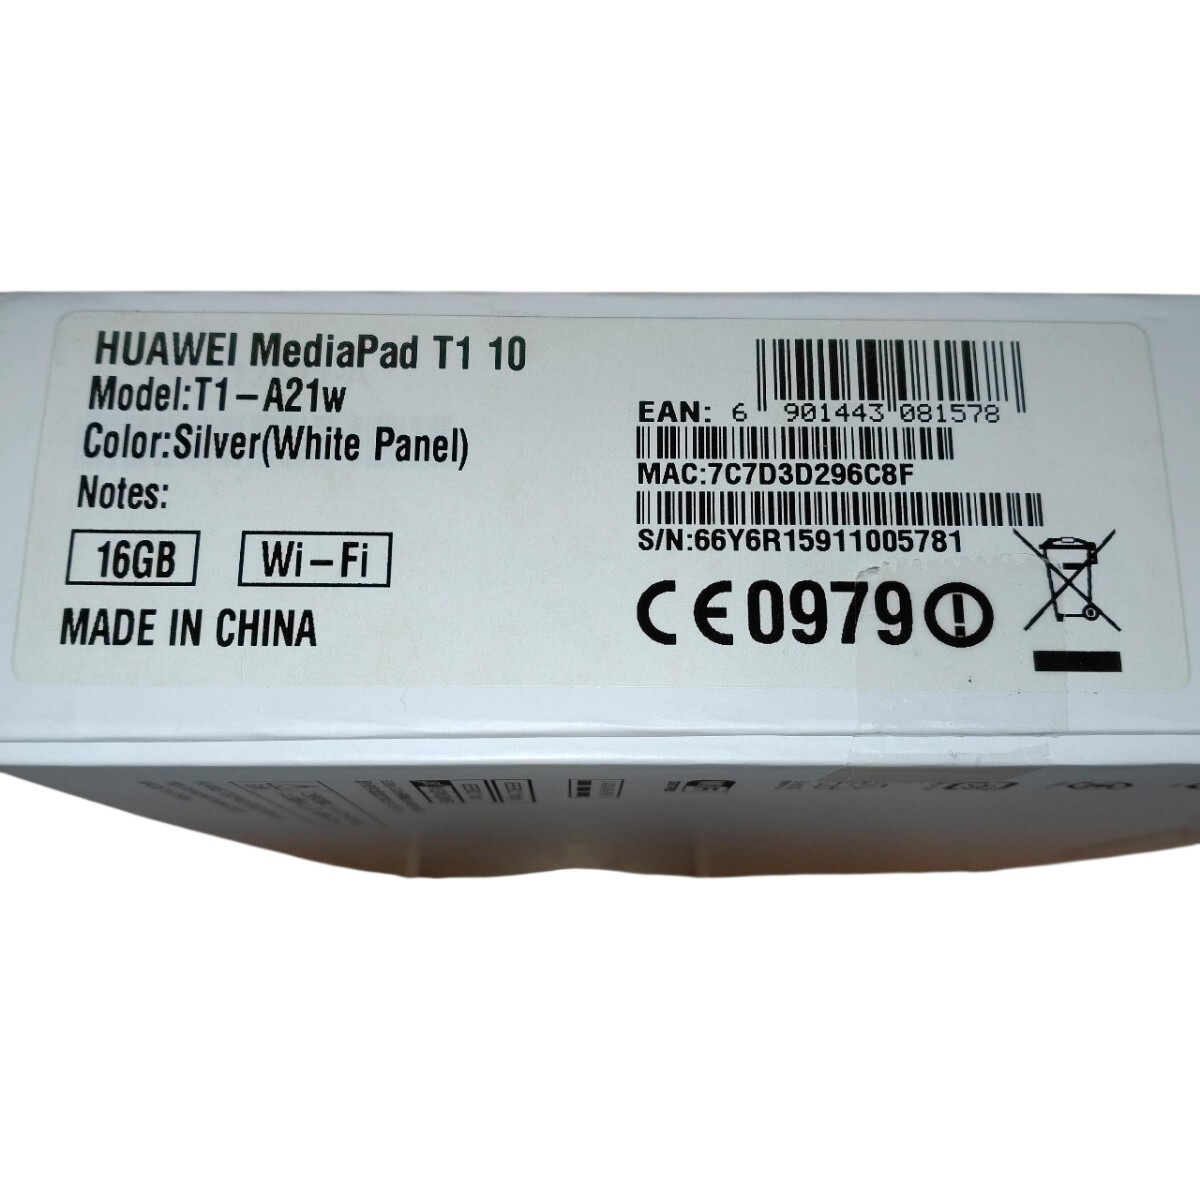 HUAWEI MediaPad T1 10
Model:T1-A21w
Color:Silver(White Panel)
Notes:
16GB Wi-Fi
MADE IN CHINA
EAN: 6 901443 081578
MAC:7C7D3D296C8F
S/N:66Y6R15911005781
CE0979